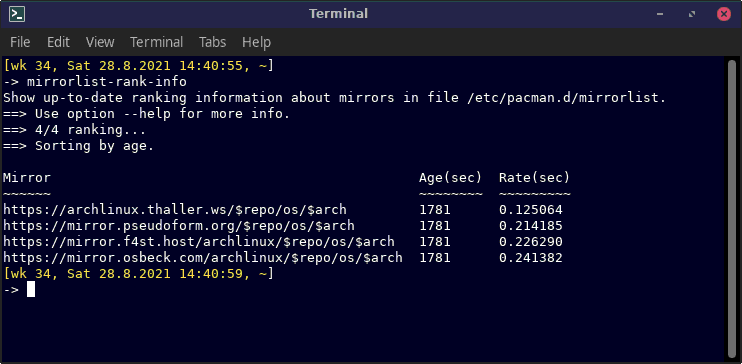 Terminal
File Edit View Terminal Tabs Help
[wk 34, Sat 28.8.2021 14:40:55, ~]
-> mirrorlist-rank-info
Show up-to-date ranking information about mirrors in file /etc/pacman.d/mirrorlist.
==> Use option --help for more info.
==> 4/4 ranking...
==> Sorting by age.
Mirror Age(sec) Rate(sec)
~~~~~~ ~~~~~~~~ ~~~~~~~~~
https://archlinux.thaller.ws/$repo/os/$arch 1781 0.125064
https://mirror.pseudoform.org/$repo/os/$arch 1781 0.214185
https://mirror.f4st.host/archlinux/$repo/os/$arch 1781 0.226290
https://mirror.osbeck.com/archlinux/$repo/os/$arch 1781 0.241382
[wk 34, Sat 28.8.2021 14:40:59, ~]
->